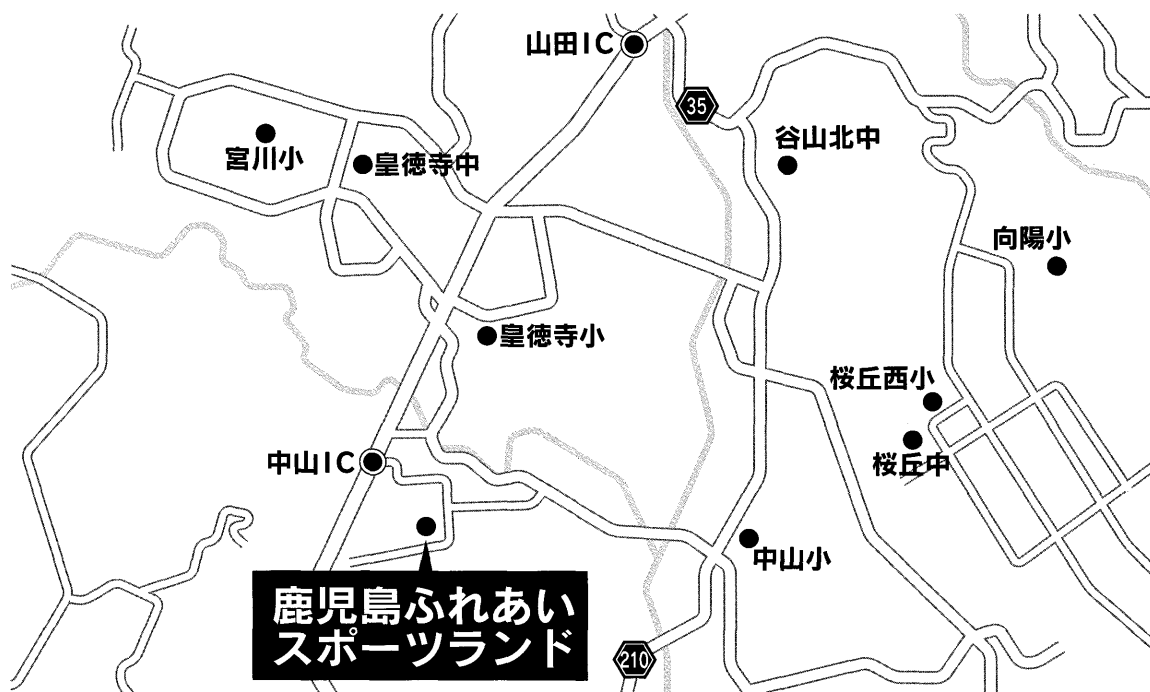 山田IC
35
谷山北中
宮川小
皇徳寺中
向陽小
皇徳寺小
桜丘西小
桜丘中
中山IC
中山小
鹿児島ふれあい
スポーツランド
210